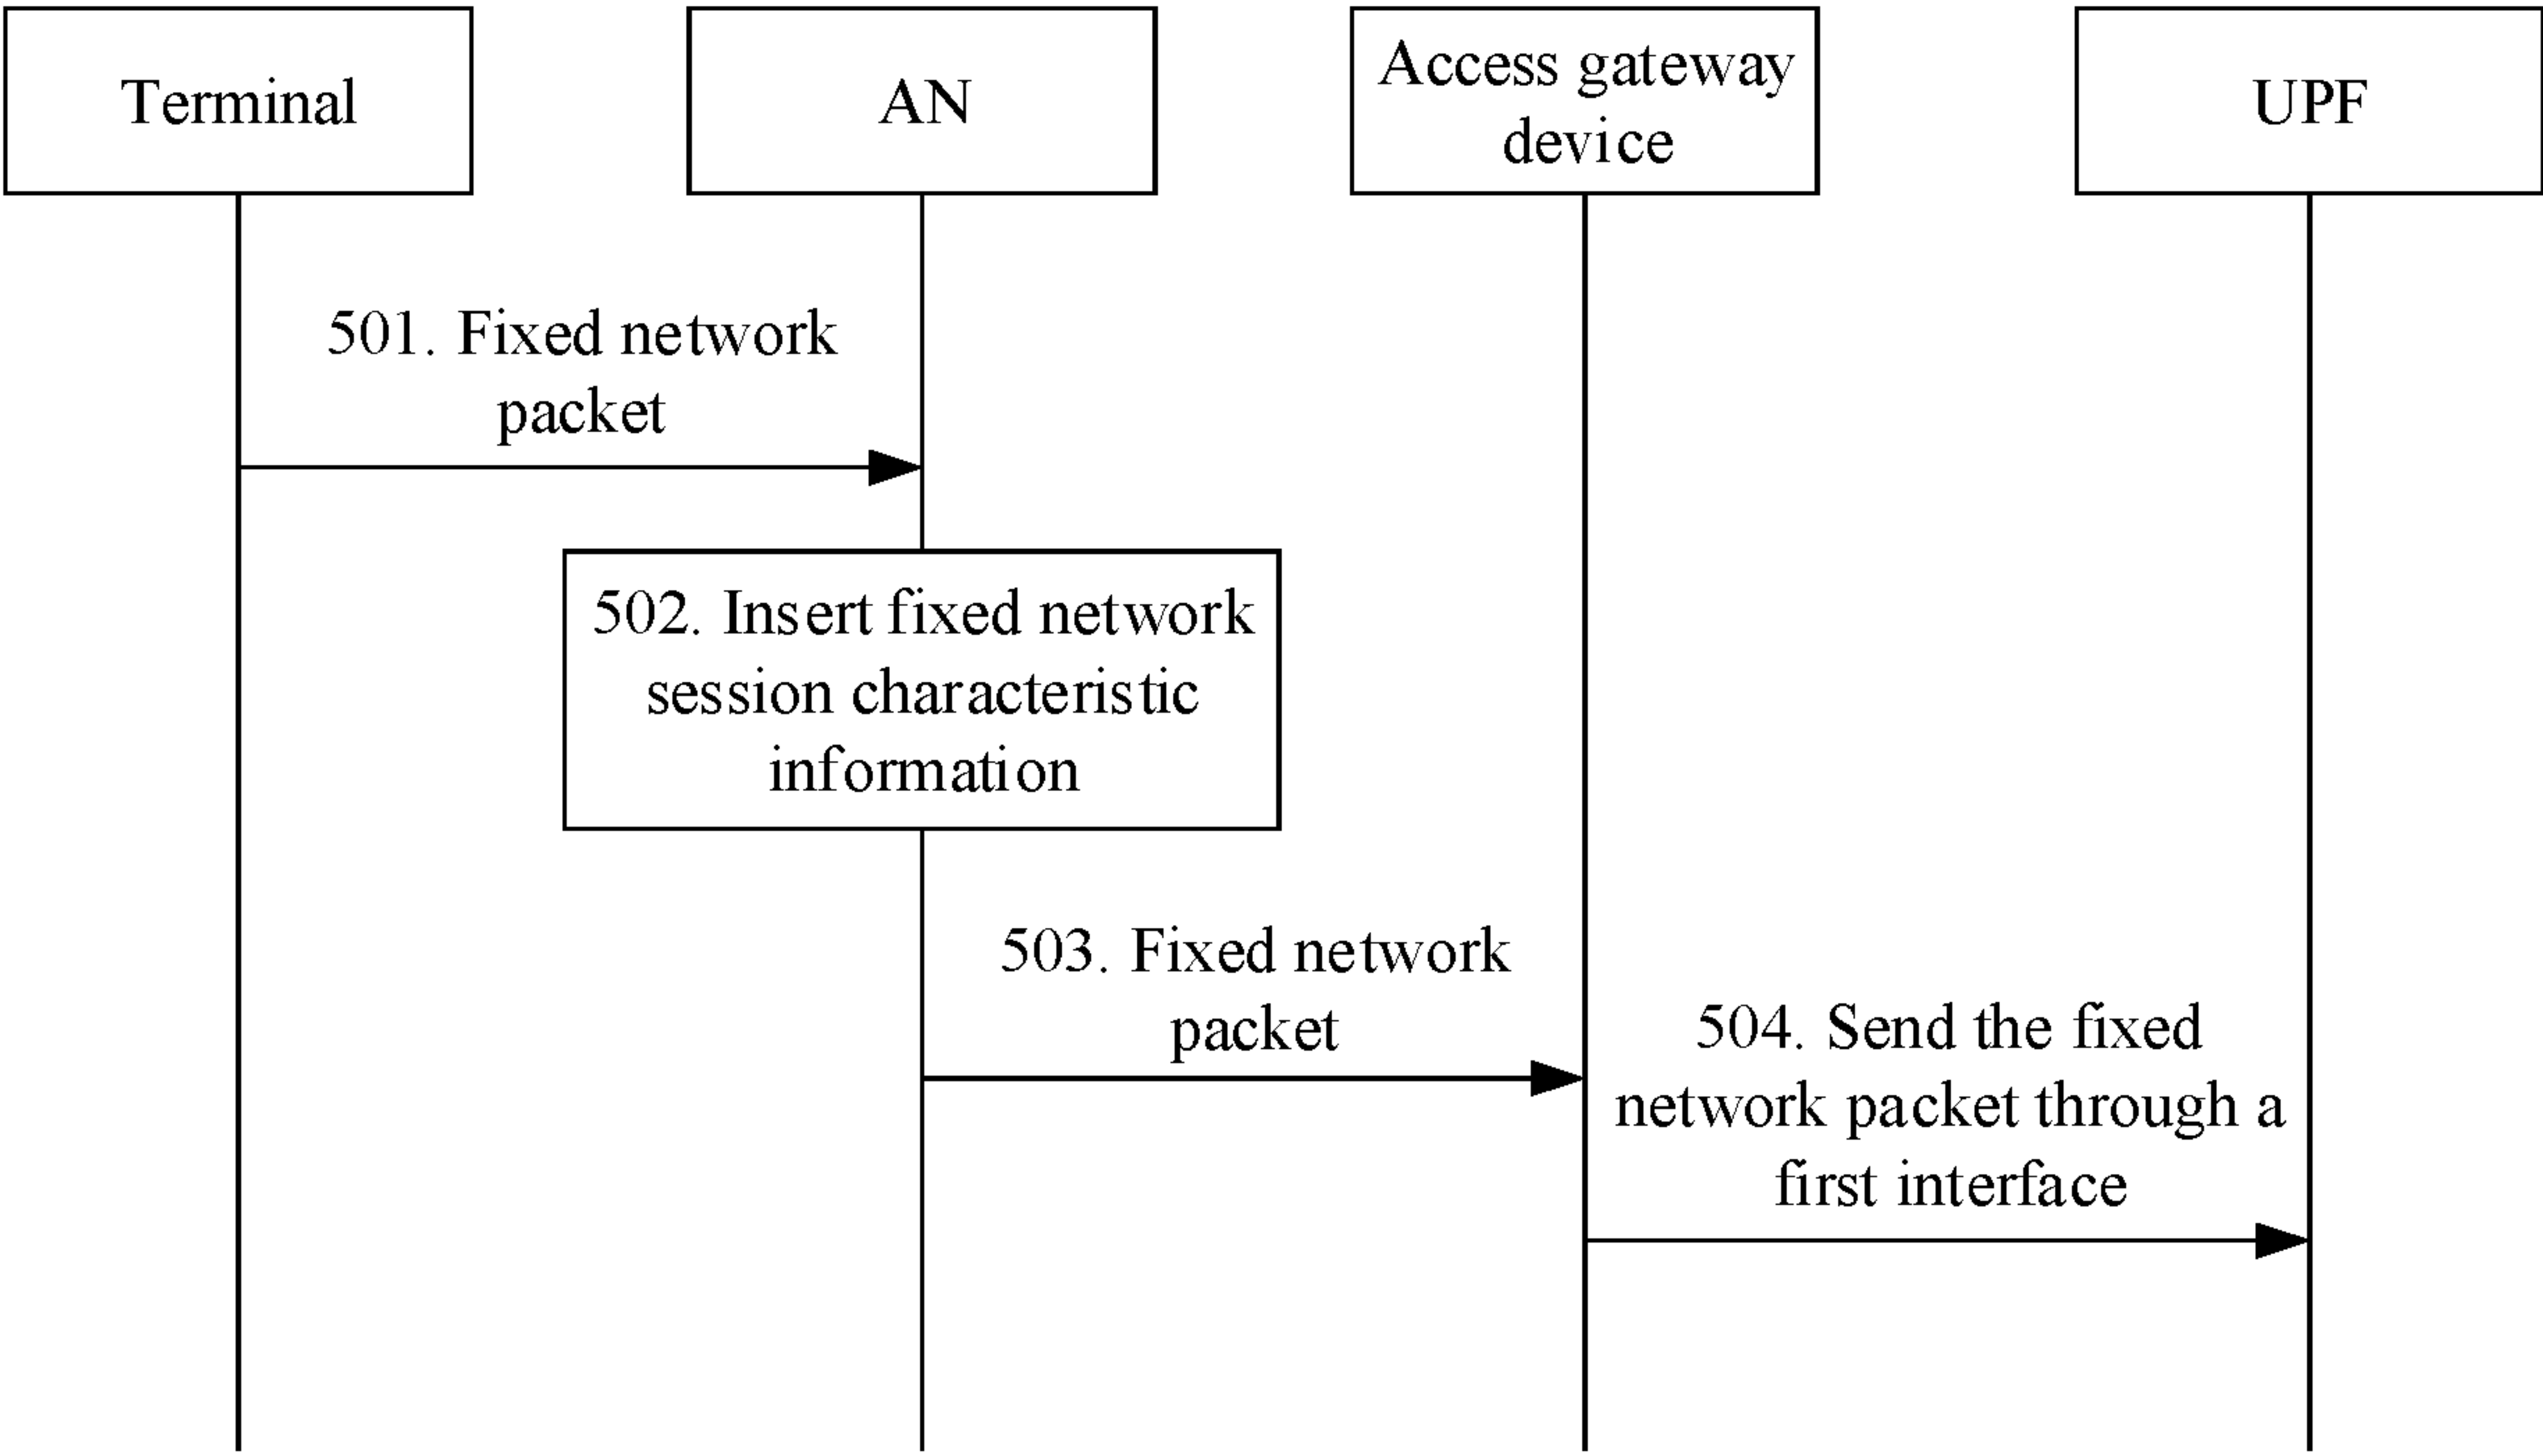 Terminal
AN
Access gateway
device
UPF
501. Fixed network
packet
502. Insert fixed network
session characteristic
information
503. Fixed network
packet
504. Send the fixed
network packet through a
first interface